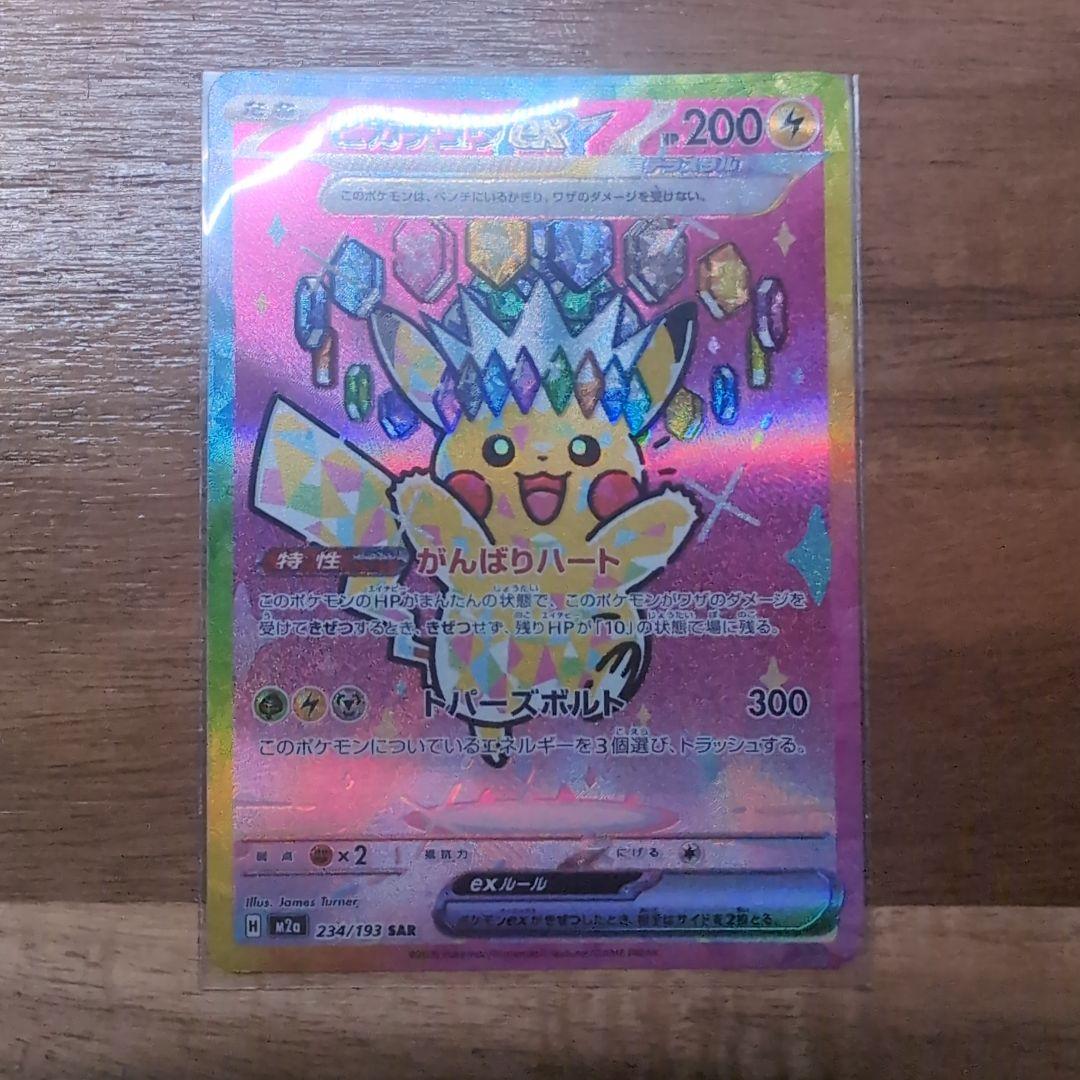 たね ピカチュウex HP200
テラスタル
このポケモンは、ベンチにいるかぎり、ワザのダメージを受けない。
特性 がんばりハート
このポケモンのHPがまんたんの状態で、このポケモンがワザのダメージを
受けてきぜつするとき、きぜつせず、残りHPが「10」の状態で場に残る。
トパーズボルト 300
このポケモンについているエネルギーを3個選び、トラッシュする。
弱点 ×2 抵抗力 にげる
exルール
ポケモンexがきぜつしたとき、相手はサイドを2枚とる。
Illus. James Turner
H M2a 234/193 SAR